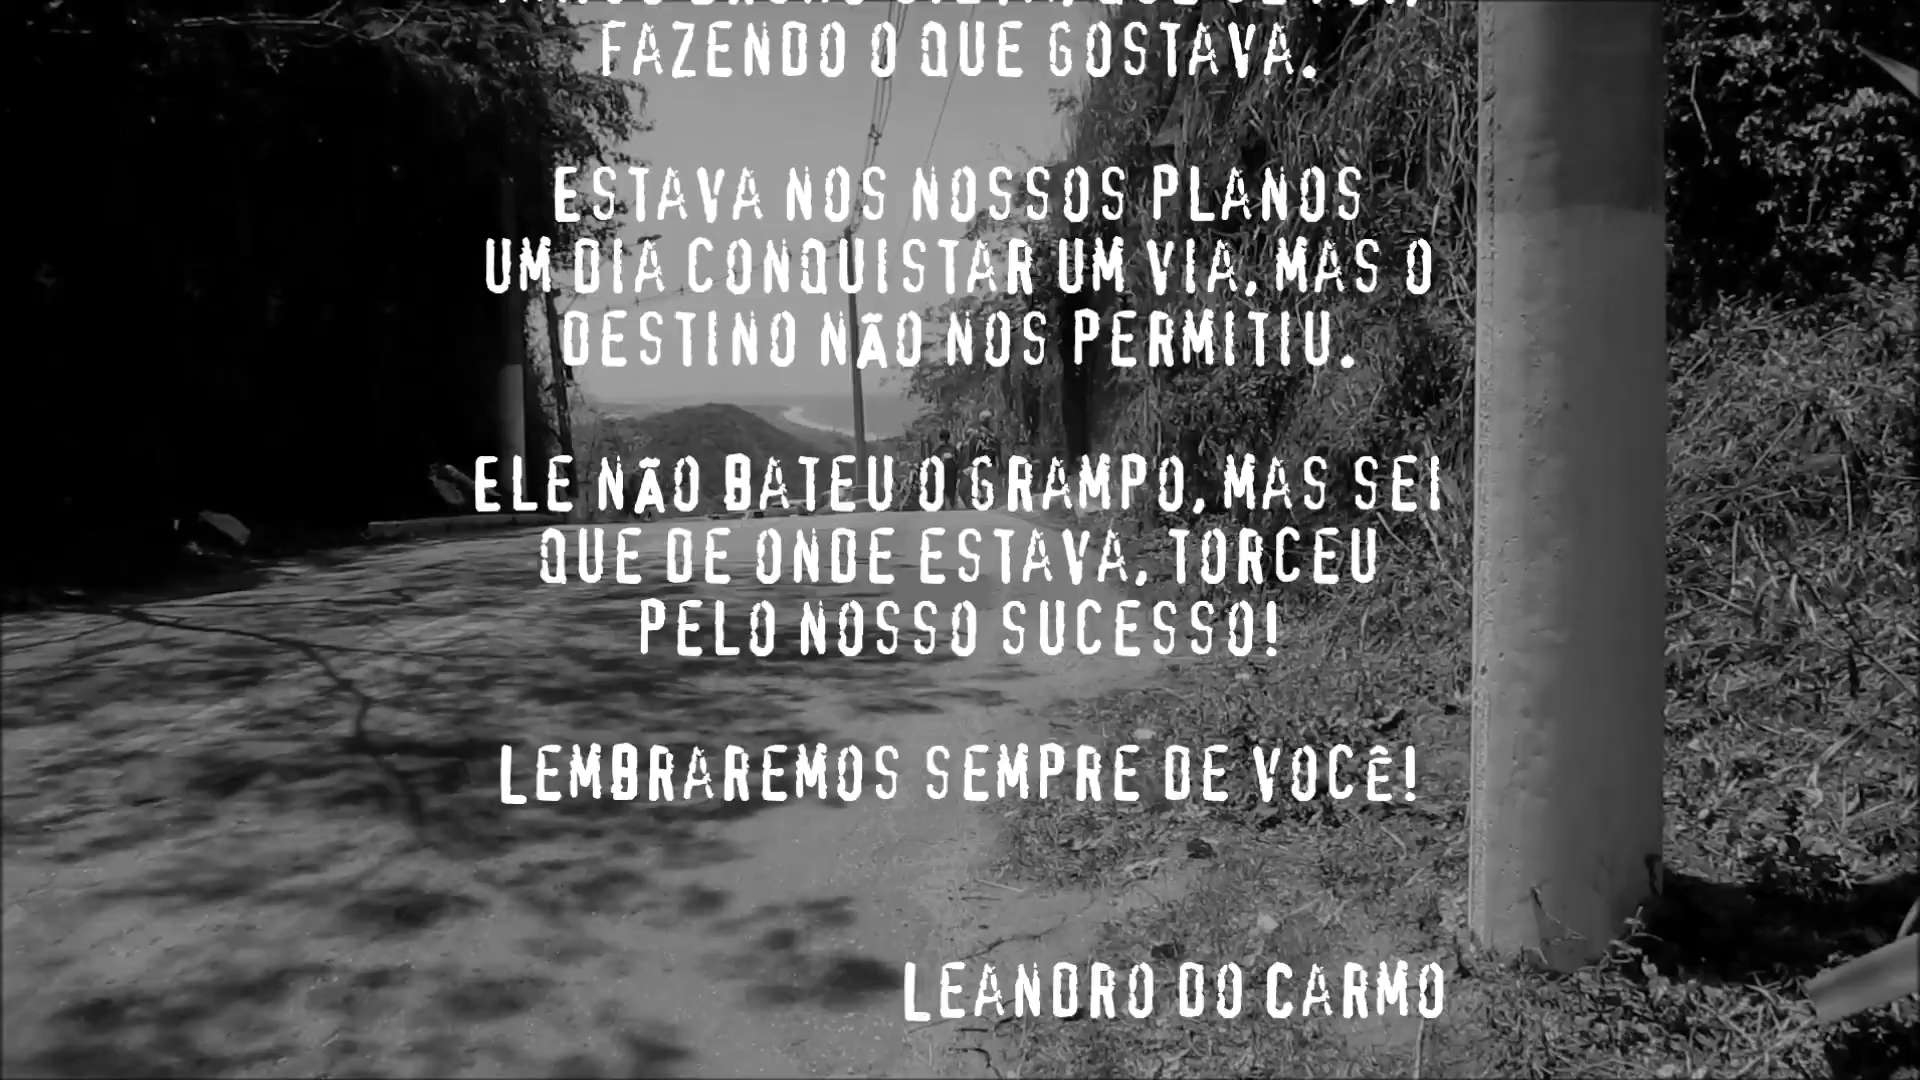 FAZENDO O QUE GOSTAVA.
ESTAVA NOS NOSSOS PLANOS
UM DIA CONQUISTAR UM VIA, MAS O
DESTINO NÃO NOS PERMITIU.
ELE NÃO BATEU O GRAMPO, MAS SEI
QUE DE ONDE ESTAVA, TORCEU
PELO NOSSO SUCESSO!
LEMBRAREMOS SEMPRE DE VOCÊ!
LEANDRO DO CARMO